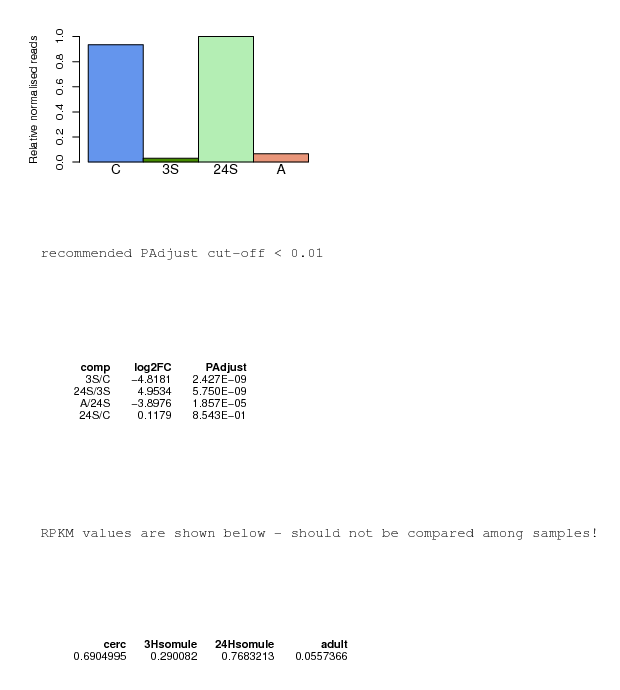 Relative normalised reads
1.0
0.8
0.6
0.4
0.2
0.0
C 3S 24S A
recommended PAdjust cut-off < 0.01
comp log2FC PAdjust
3S/C −4.8181 2.427E−09
24S/3S 4.9534 5.750E−09
A/24S −3.8976 1.857E−05
24S/C 0.1179 8.543E−01
RPKM values are shown below - should not be compared among samples!
cerc 3Hsomule 24Hsomule adult
0.6904995 0.290082 0.7683213 0.0557366